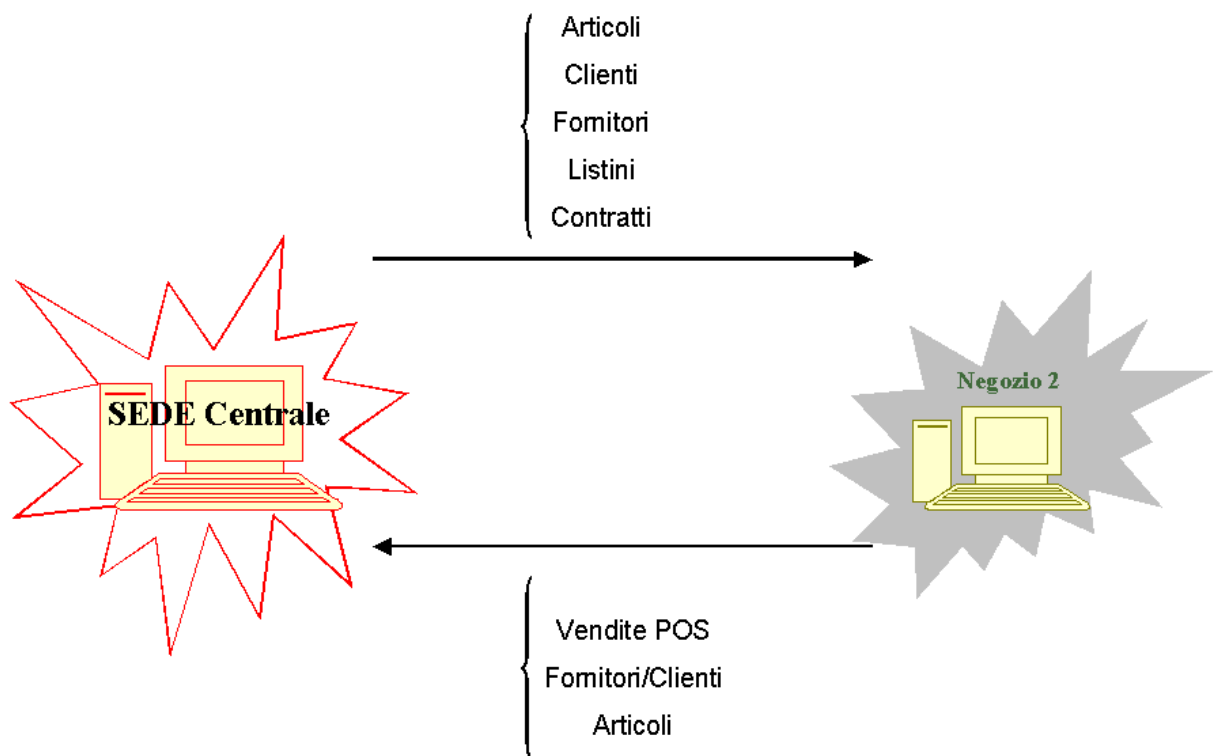 Articoli
Clienti
Fornitori
Listini
Contratti
SEDE Centrale
Negozio 2
Vendite POS
Fornitori/Clienti
Articoli